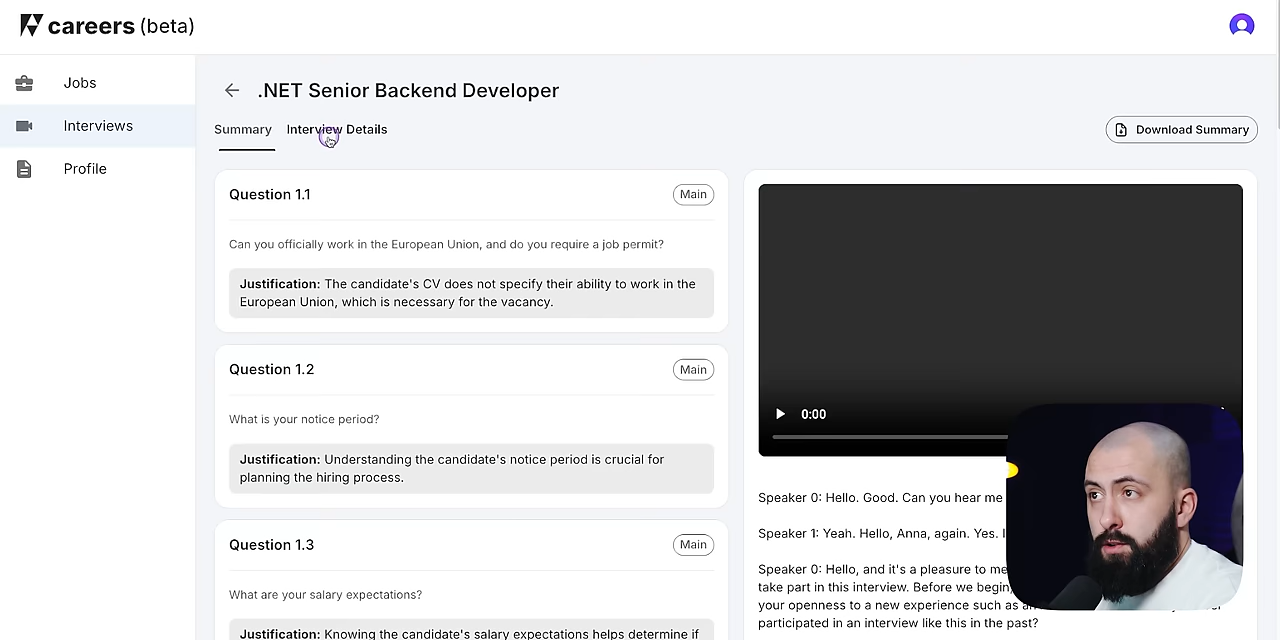 careers (beta)
Jobs
Interviews
Profile
.NET Senior Backend Developer
Summary
Interview Details
Download Summary
Question 1.1
Main
Can you officially work in the European Union, and do you require a job permit?
Justification: The candidate's CV does not specify their ability to work in the
European Union, which is necessary for the vacancy.
Question 1.2
Main
What is your notice period?
Justification: Understanding the candidate's notice period is crucial for
planning the hiring process.
Question 1.3
Main
What are your salary expectations?
Justification: Knowing the candidate's salary expectations helps determine if
0:00
Speaker 0: Hello. Good. Can you hear me
Speaker 1: Yeah. Hello, Anna, again. Yes.
Speaker 0: Hello, and it's a pleasure to
take part in this interview. Before we begin,
your openness to a new experience such as
participated in an interview like this in the past?